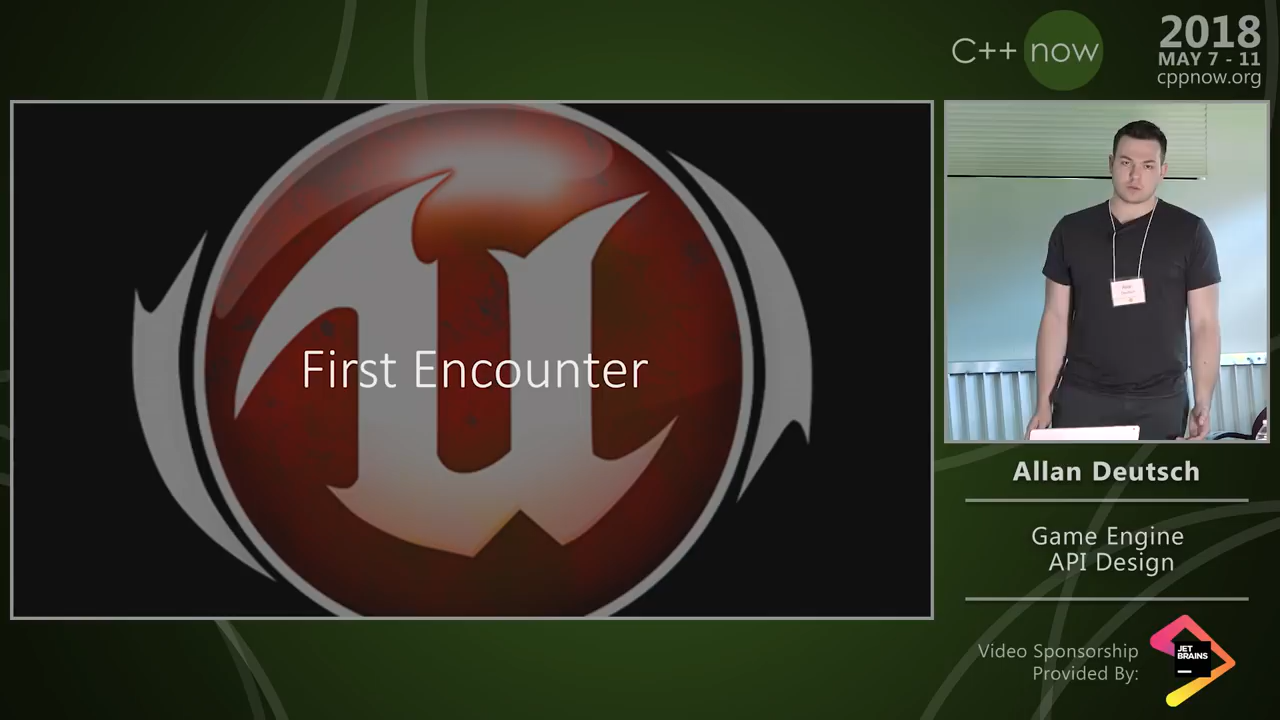 C++ now
2018
MAY 7 - 11
cppnow.org
First Encounter
Allan Deutsch
Game Engine
API Design
Video Sponsorship
Provided By:
JET
BRAINS